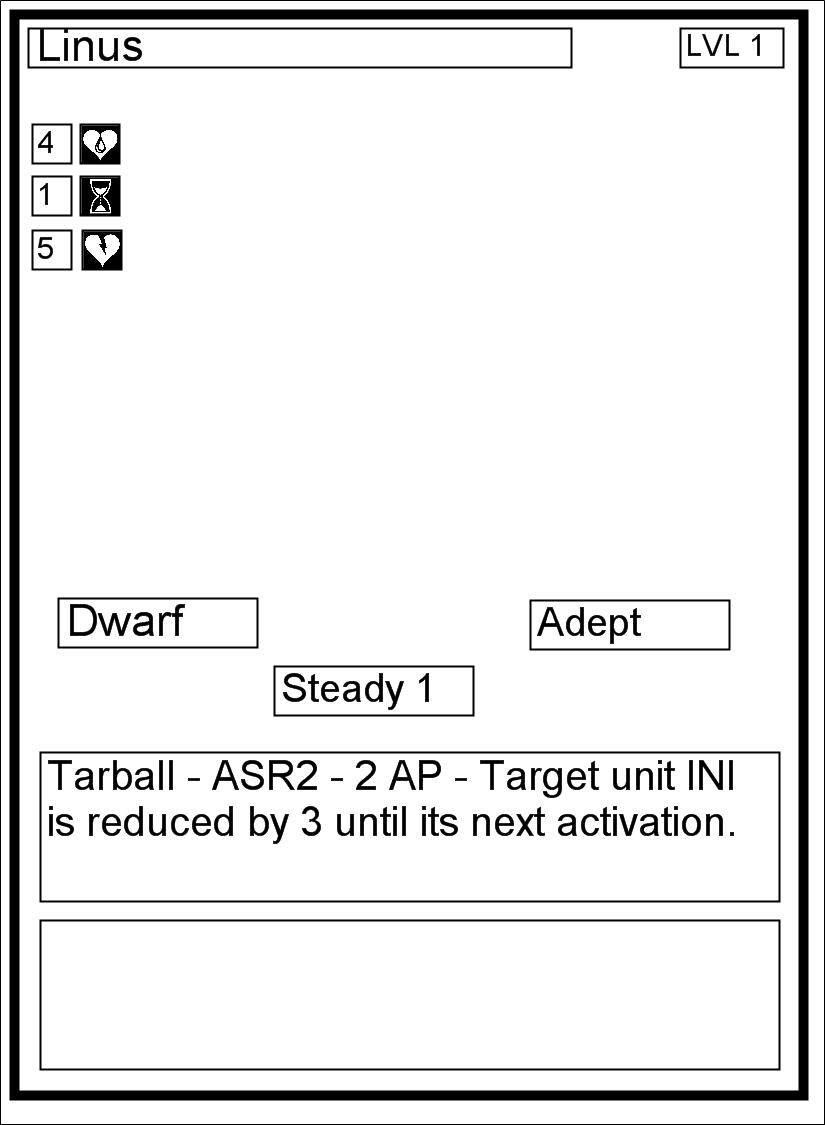 Linus
LVL 1
4
1
5
Dwarf
Adept
Steady 1
Tarball - ASR2 - 2 AP - Target unit INI
is reduced by 3 until its next activation.